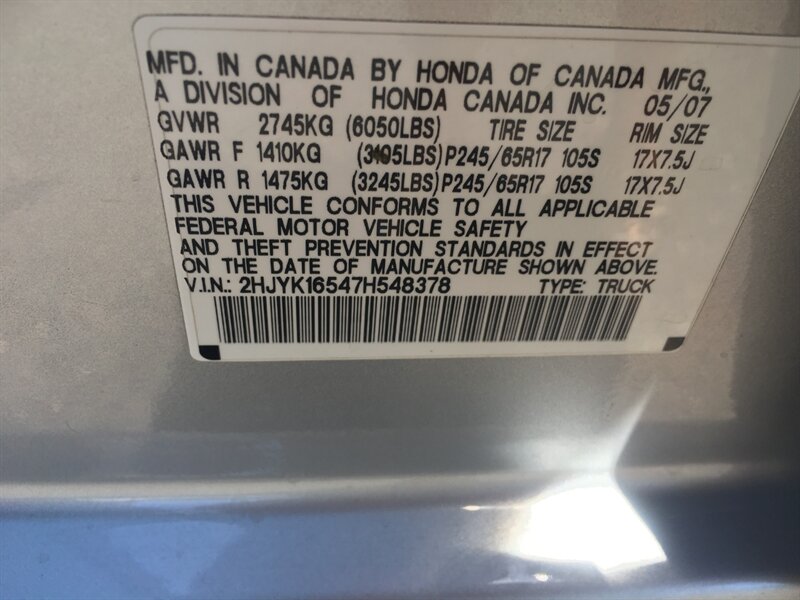 MFD. IN CANADA BY HONDA OF CANADA MFG.,
A DIVISION OF HONDA CANADA INC. 05/07
GVWR 2745KG (6050LBS) TIRE SIZE RIM SIZE
GAWR F 1410KG (3105LBS) P245/65R17 105S 17X7.5J
GAWR R 1475KG (3245LBS) P245/65R17 105S 17X7.5J
THIS VEHICLE CONFORMS TO ALL APPLICABLE
FEDERAL MOTOR VEHICLE SAFETY
AND THEFT PREVENTION STANDARDS IN EFFECT
ON THE DATE OF MANUFACTURE SHOWN ABOVE.
V.I.N.: 2HJYK16547H548378 TYPE: TRUCK